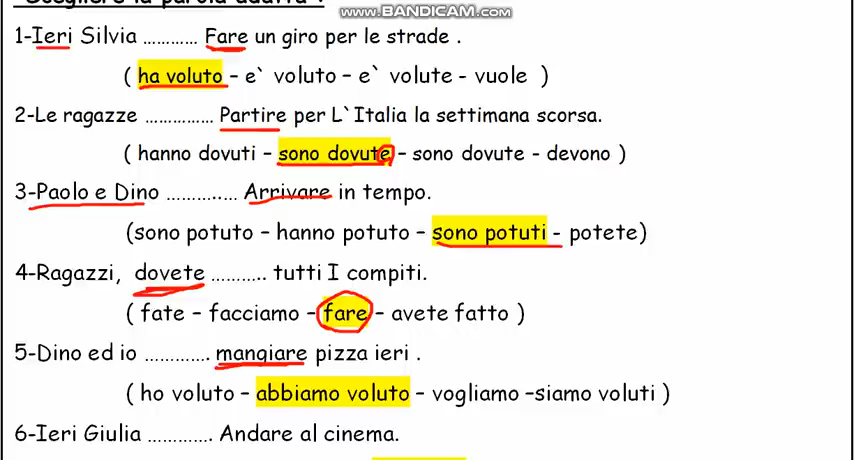 www.BANDICAM.com
1-Ieri Silvia ………… Fare un giro per le strade .
( ha voluto – e` voluto – e` volute - vuole )
2-Le ragazze …………… Partire per L`Italia la settimana scorsa.
( hanno dovuti – sono dovute – sono dovute - devono )
3-Paolo e Dino ………….… Arrivare in tempo.
(sono potuto – hanno potuto – sono potuti - potete)
4-Ragazzi, dovete ……….. tutti I compiti.
( fate – facciamo – fare – avete fatto )
5-Dino ed io …………. mangiare pizza ieri .
( ho voluto – abbiamo voluto – vogliamo –siamo voluti )
6-Ieri Giulia …………. Andare al cinema.